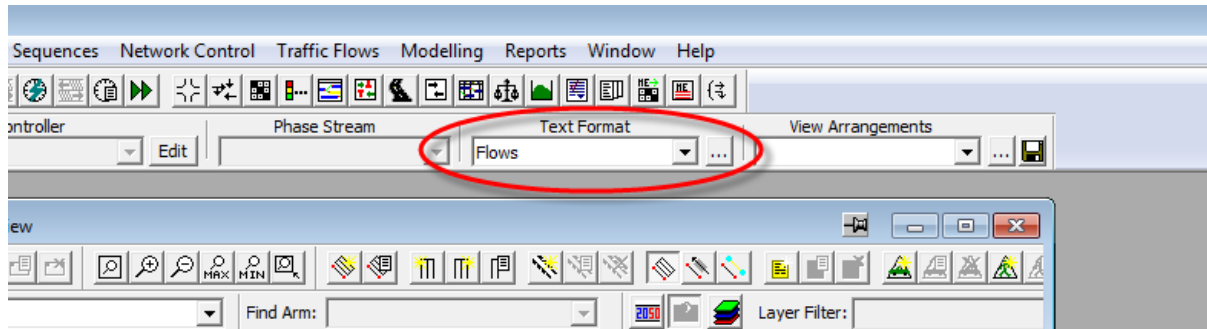 Sequences Network Control Traffic Flows Modelling Reports Window Help
ontroller Phase Stream Text Format View Arrangements
Edit Flows ... ...
ew
MAX MIN
Find Arm: 2050 Layer Filter: